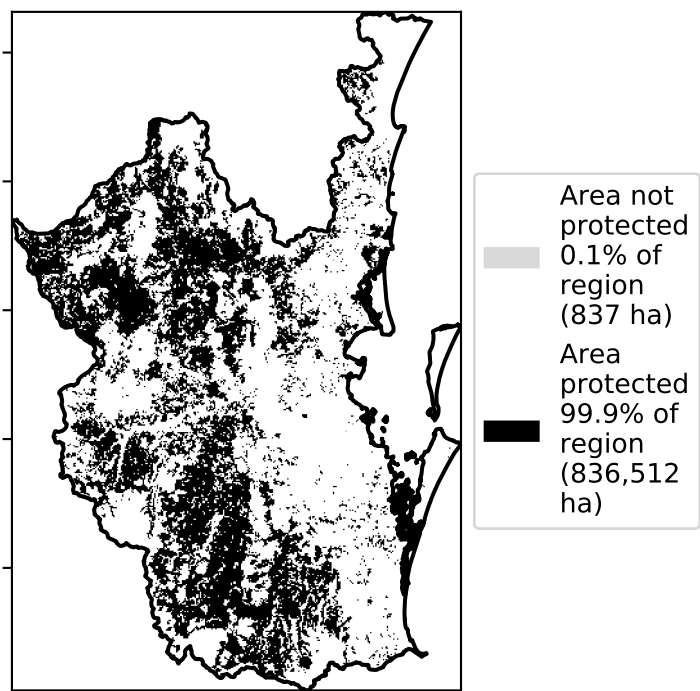 Area not
protected
0.1% of
region
(837 ha)
Area
protected
99.9% of
region
(836,512
ha)